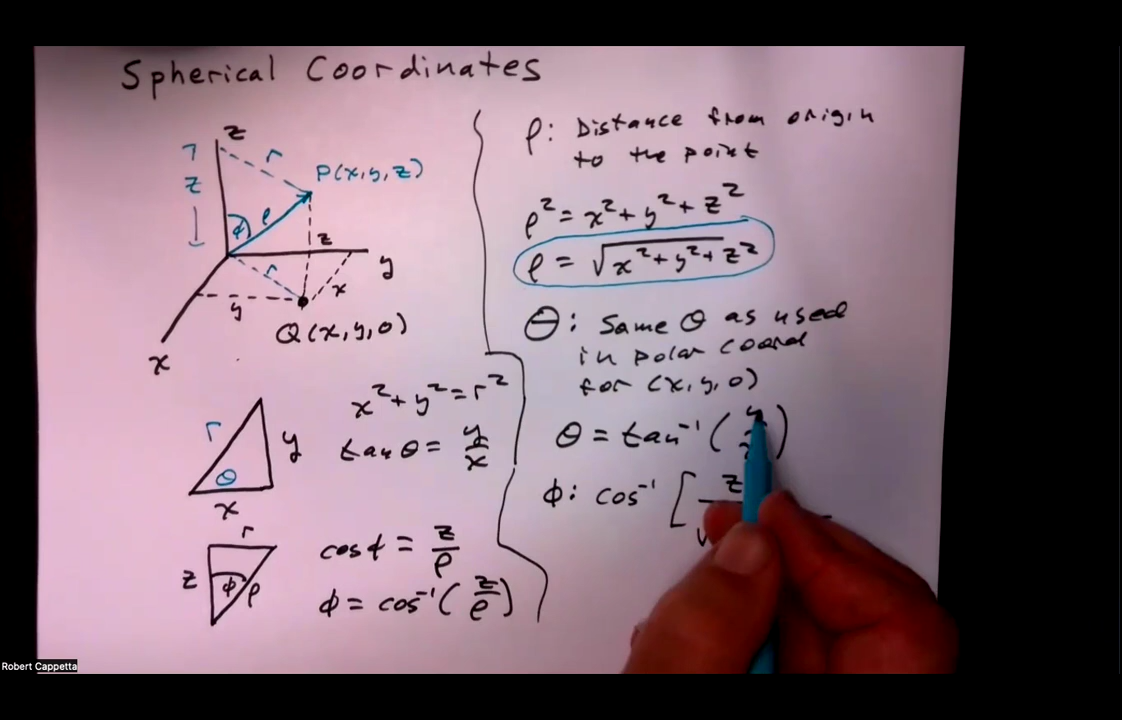 Spherical Coordinates
z
r
P(x,y,z)
z
ϕ
ρ
z
y
r
y
x
Q(x,y,0)
x
x² + y² = r²
r
y
θ
x
tan θ = y/x
r
z
ϕ
ρ
cos ϕ = z/ρ
ϕ = cos⁻¹(z/ρ)
ρ: Distance from origin
to the point
ρ² = x² + y² + z²
ρ = √x² + y² + z²
θ: Same θ as used
in polar coord
for (x,y,0)
θ = tan⁻¹(
ϕ: cos⁻¹[z
Robert Cappetta